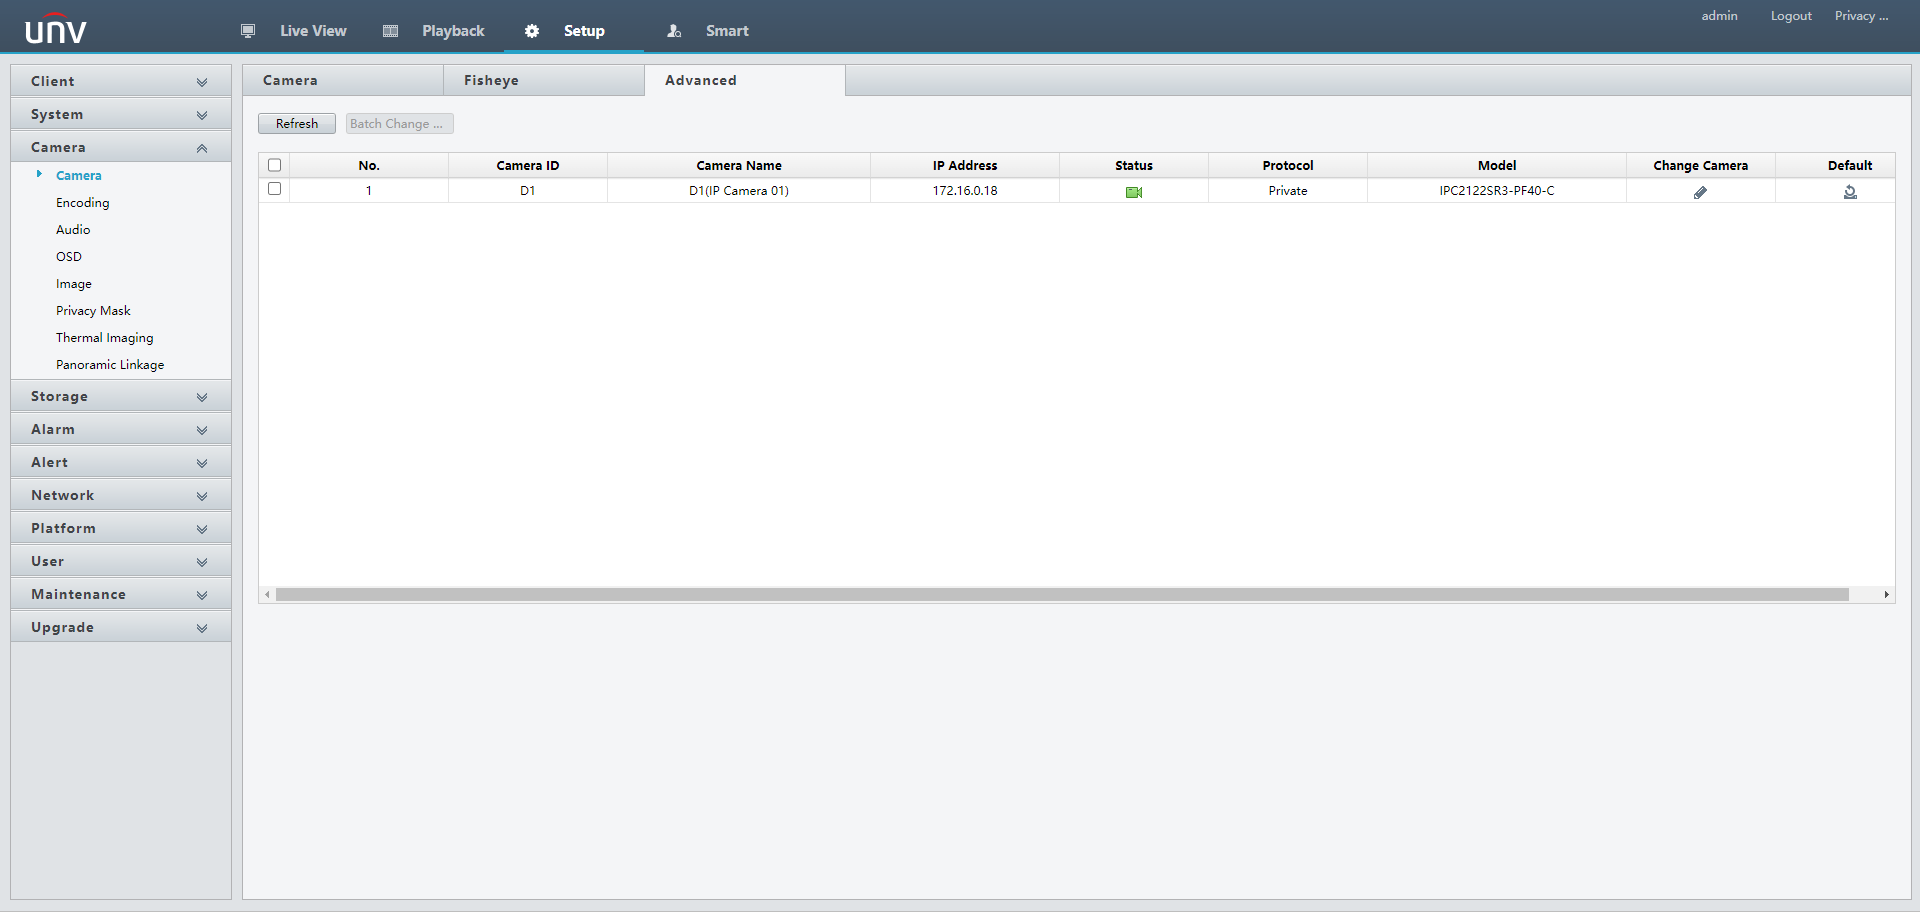 unv
Live View
Playback
Setup
Smart
admin
Logout
Privacy ...
Client
System
Camera
Camera
Encoding
Audio
OSD
Image
Privacy Mask
Thermal Imaging
Panoramic Linkage
Storage
Alarm
Alert
Network
Platform
User
Maintenance
Upgrade
Camera Fisheye Advanced
Refresh Batch Change ...
No. Camera ID Camera Name IP Address Status Protocol Model Change Camera Default
1 D1 D1(IP Camera 01) 172.16.0.18 Private IPC2122SR3-PF40-C